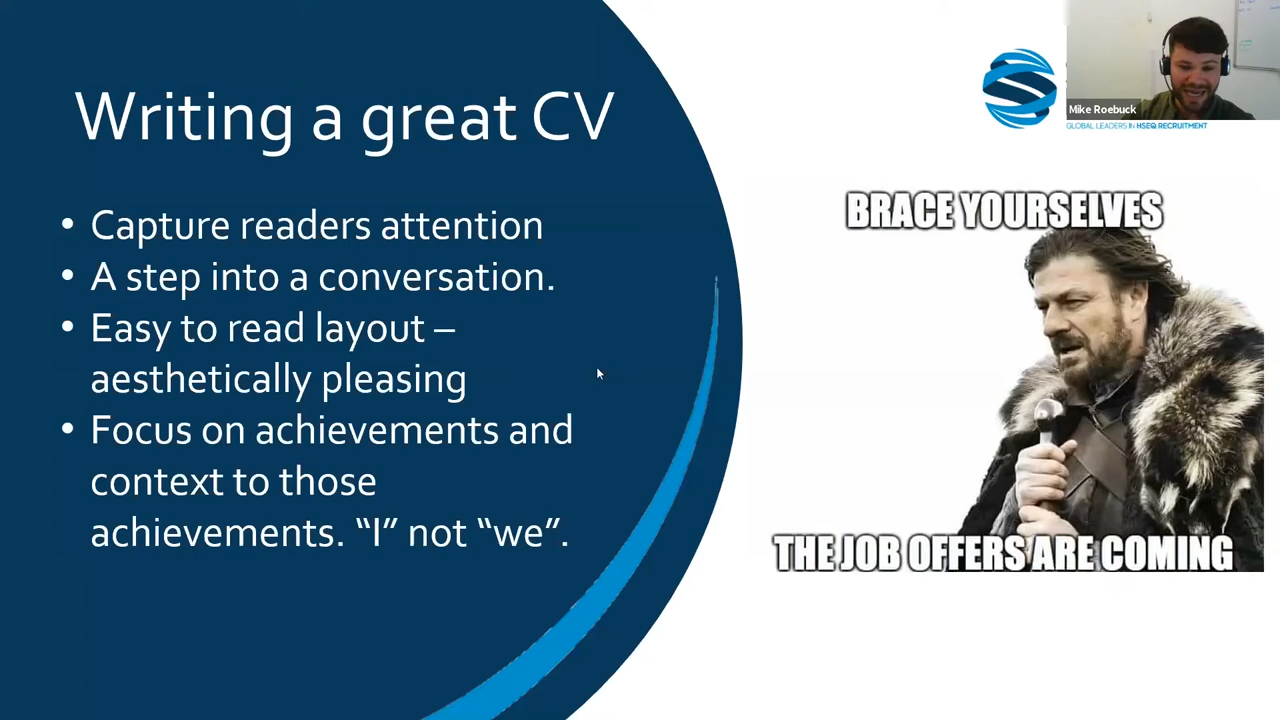 Writing a great CV
• Capture readers attention
• A step into a conversation.
• Easy to read layout –
aesthetically pleasing
• Focus on achievements and
context to those
achievements. “I” not “we”.
Mike Roebuck
GLOBAL LEADERS IN HSEQ RECRUITMENT
BRACE YOURSELVES
THE JOB OFFERS ARE COMING